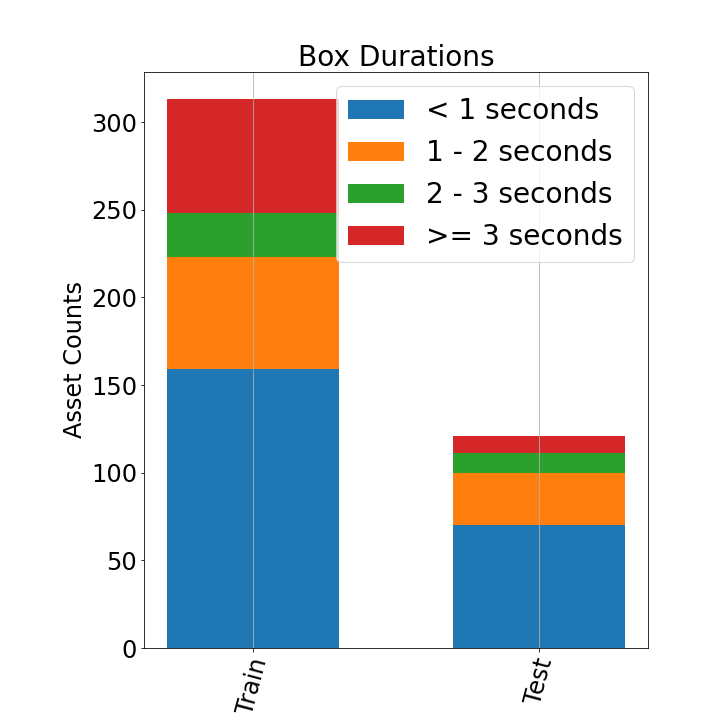 Box Durations
< 1 seconds
1 - 2 seconds
2 - 3 seconds
>= 3 seconds
Asset Counts
300
250
200
150
100
50
0
Train
Test